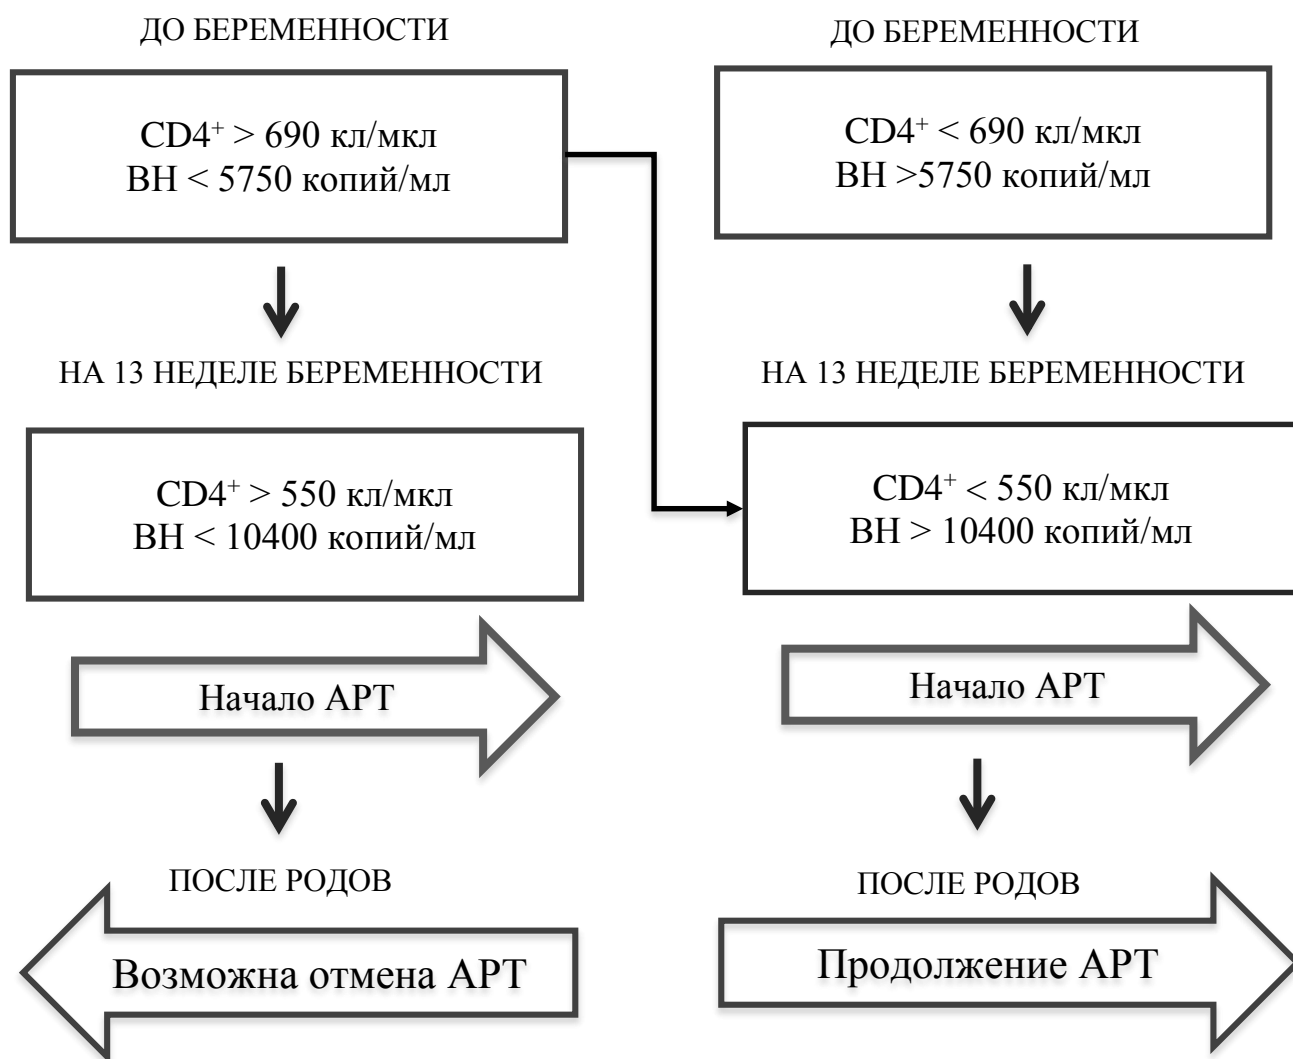 ДО БЕРЕМЕННОСТИ
CD4⁺ > 690 кл/мкл
ВН < 5750 копий/мл
НА 13 НЕДЕЛЕ БЕРЕМЕННОСТИ
CD4⁺ > 550 кл/мкл
ВН < 10400 копий/мл
Начало АРТ
ПОСЛЕ РОДОВ
Возможна отмена АРТ
ДО БЕРЕМЕННОСТИ
CD4⁺ < 690 кл/мкл
ВН >5750 копий/мл
НА 13 НЕДЕЛЕ БЕРЕМЕННОСТИ
CD4⁺ < 550 кл/мкл
ВН > 10400 копий/мл
Начало АРТ
ПОСЛЕ РОДОВ
Продолжение АРТ